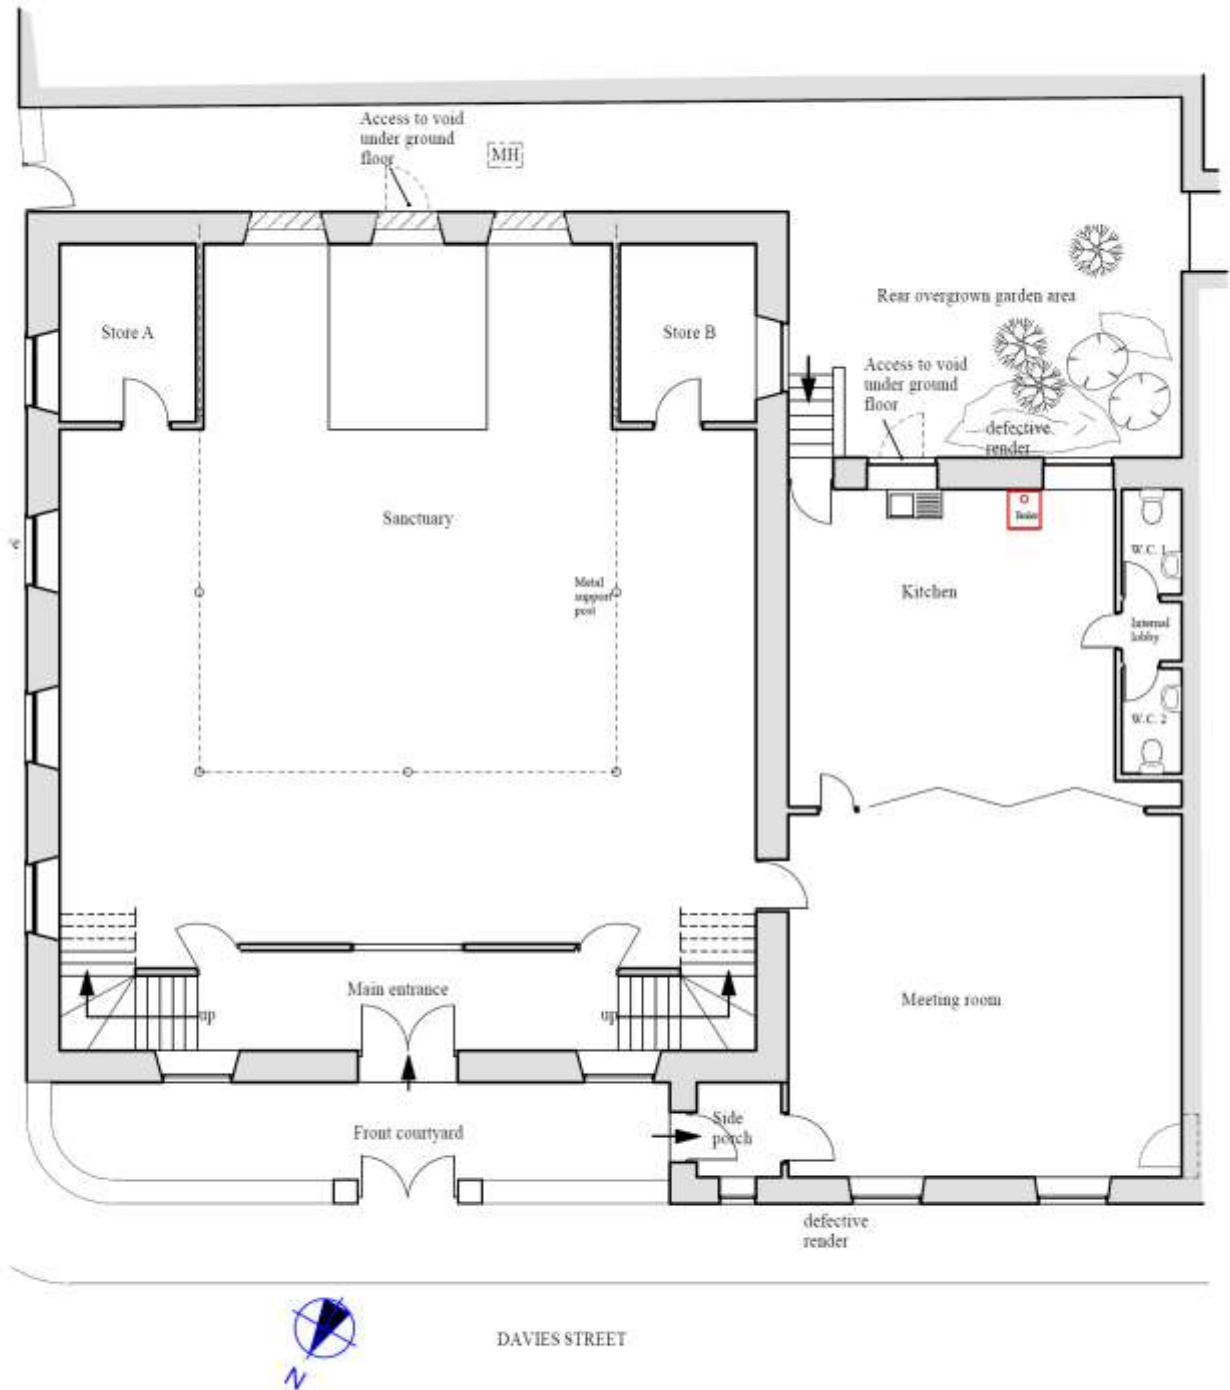 Access to void
under ground
floor
MH
Rear overgrown garden area
Store A
Store B
Access to void
under ground
floor
defective
render
Sanctuary
Boiler
W.C. 1
Metal
support
post
Kitchen
Internal
lobby
W.C. 2
Main entrance
up
up
Meeting room
Side
porch
Front courtyard
defective
render
DAVIES STREET
N